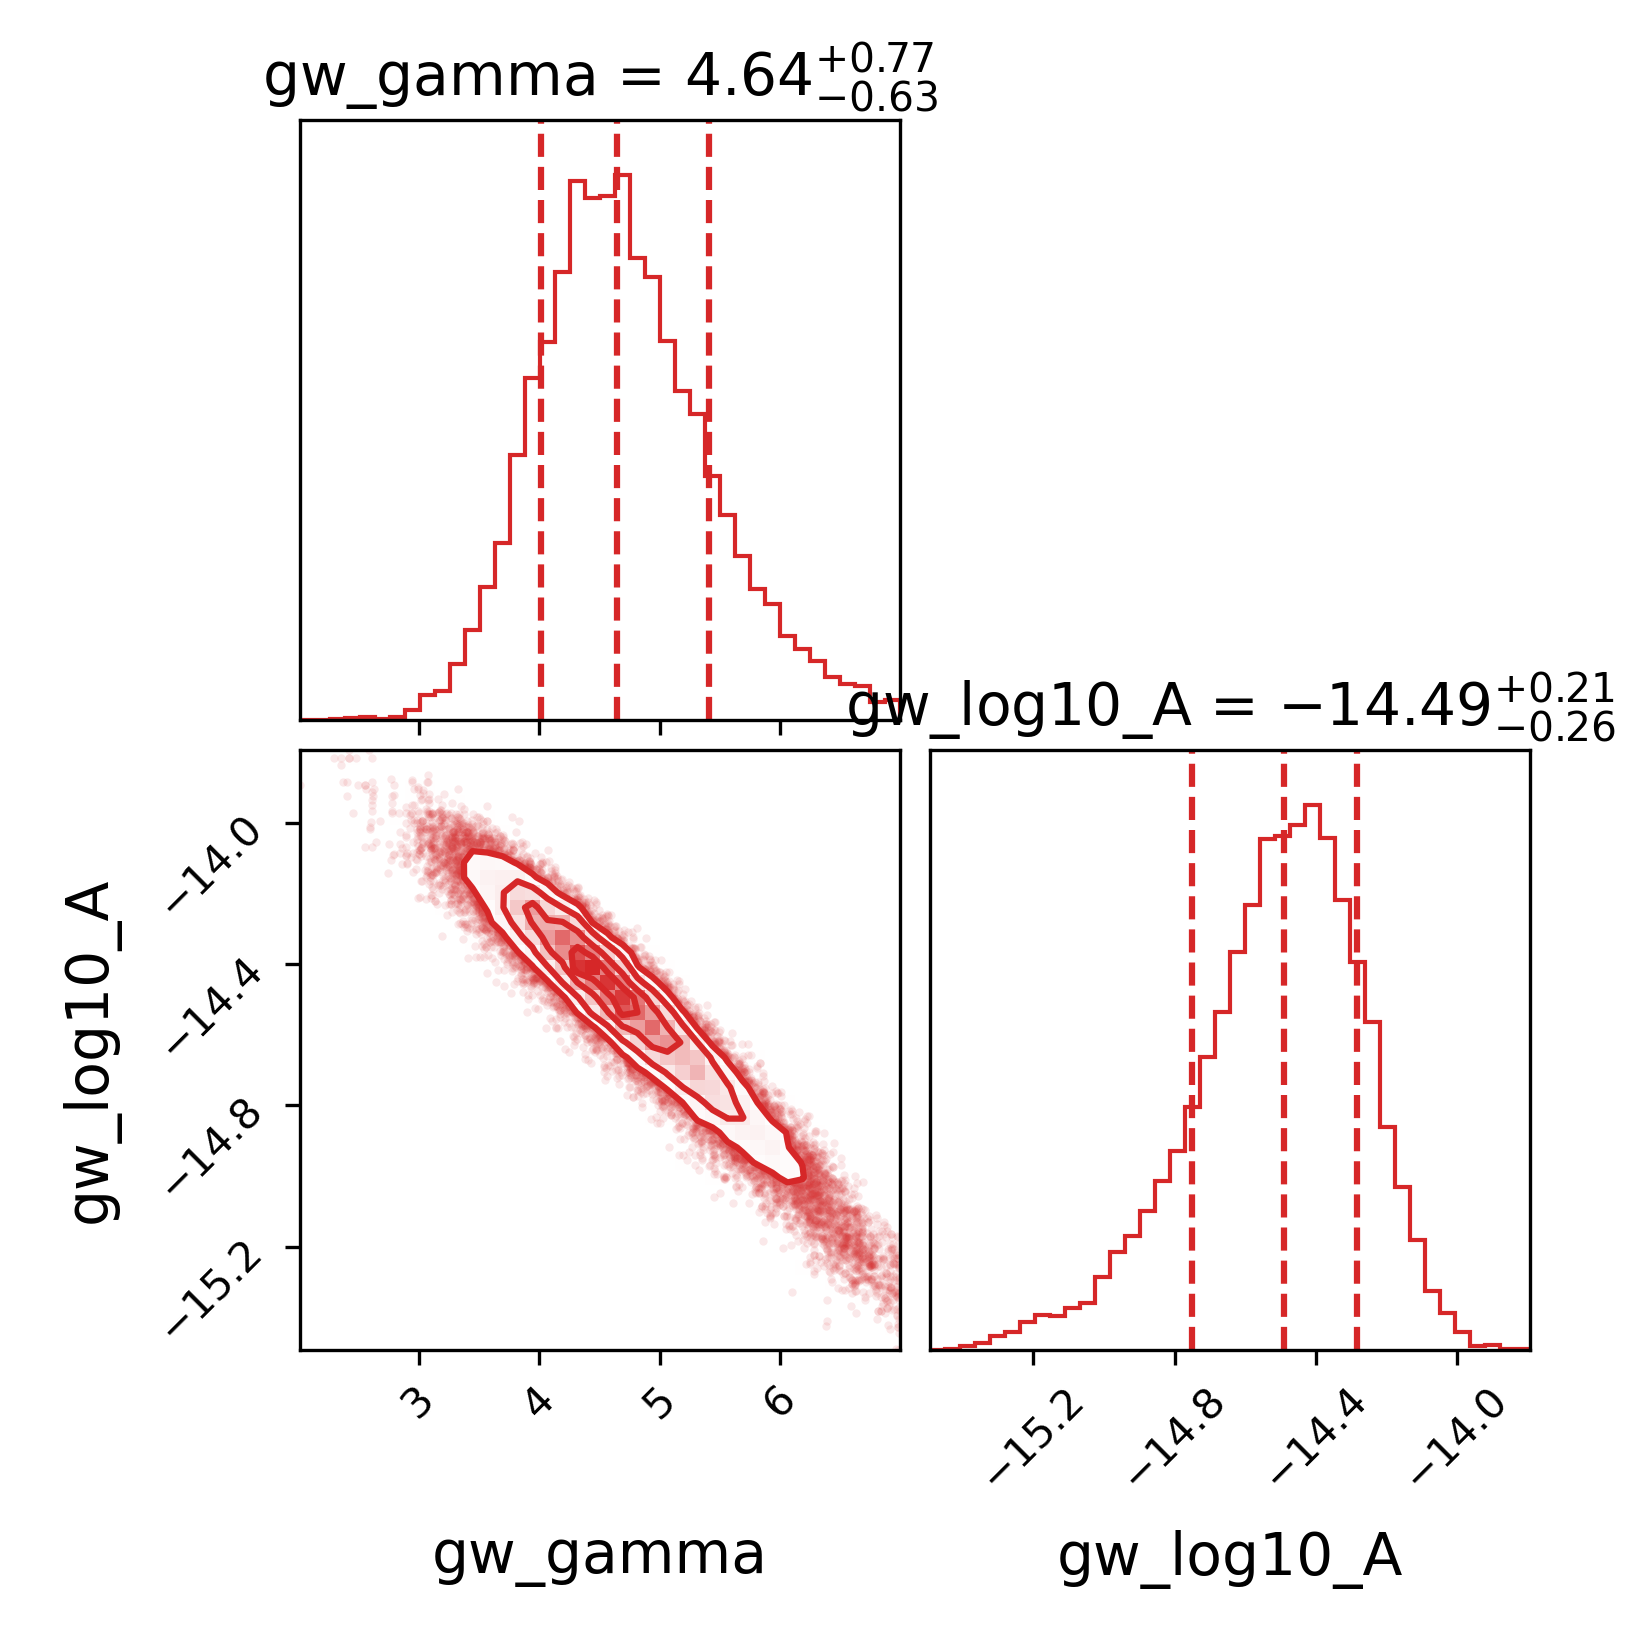 gw_gamma = 4.64+0.77−0.63
gw_log10_A = −14.49+0.21−0.26
gw_log10_A
−14.0
−14.4
−14.8
−15.2
3 4 5 6
−15.2 −14.8 −14.4 −14.0
gw_gamma
gw_log10_A